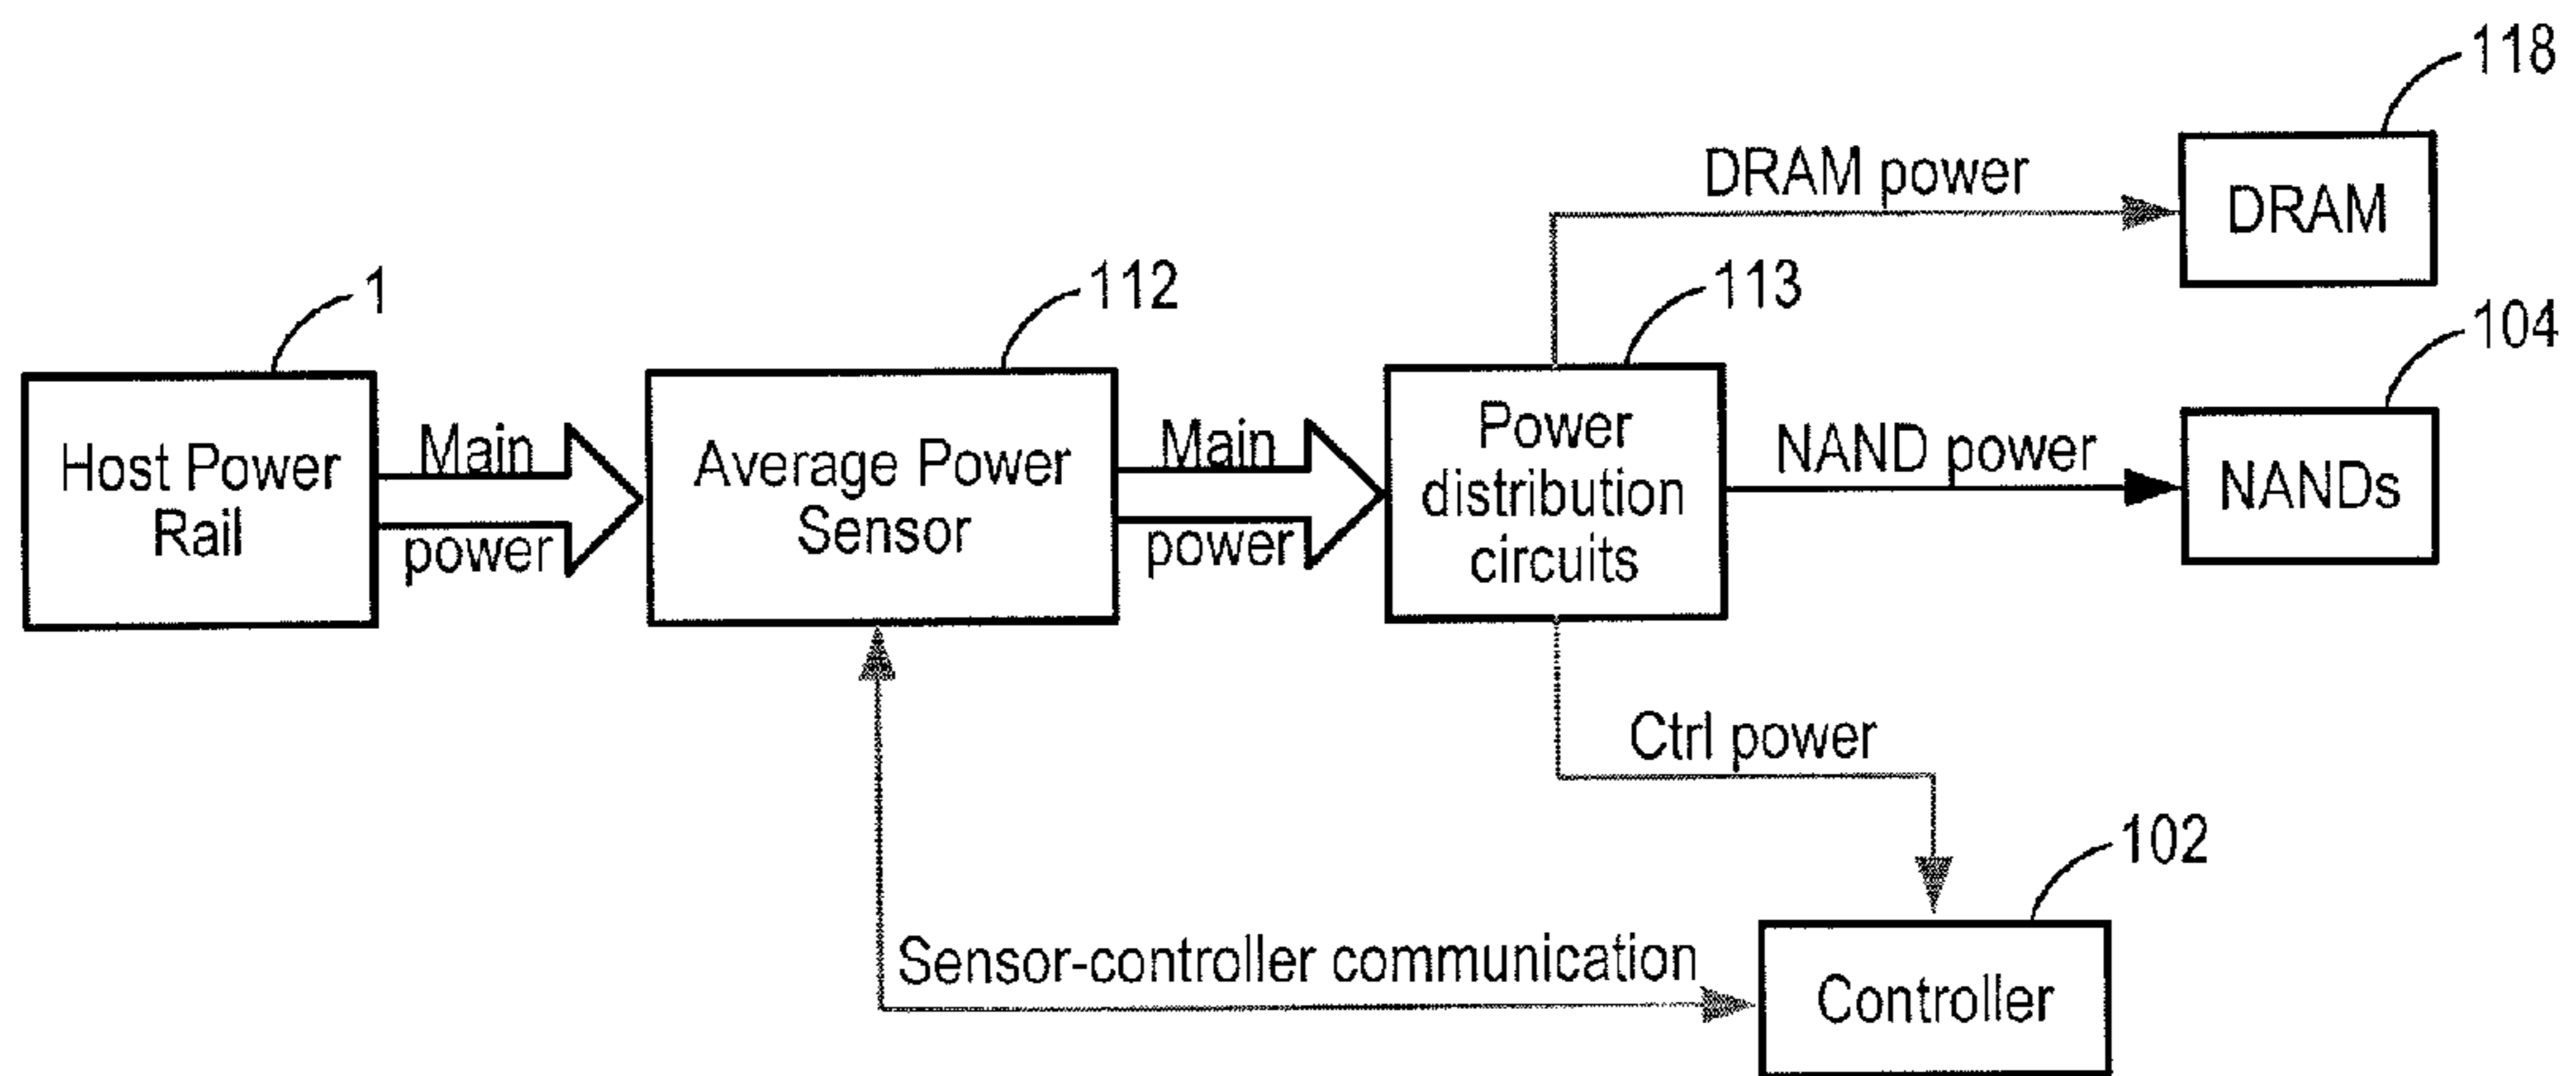 118
DRAM power
DRAM
1
112
113
104
Host Power
Rail
Main
power
Average Power
Sensor
Main
power
Power
distribution
circuits
NAND power
NANDs
Ctrl power
102
Sensor-controller communication
Controller